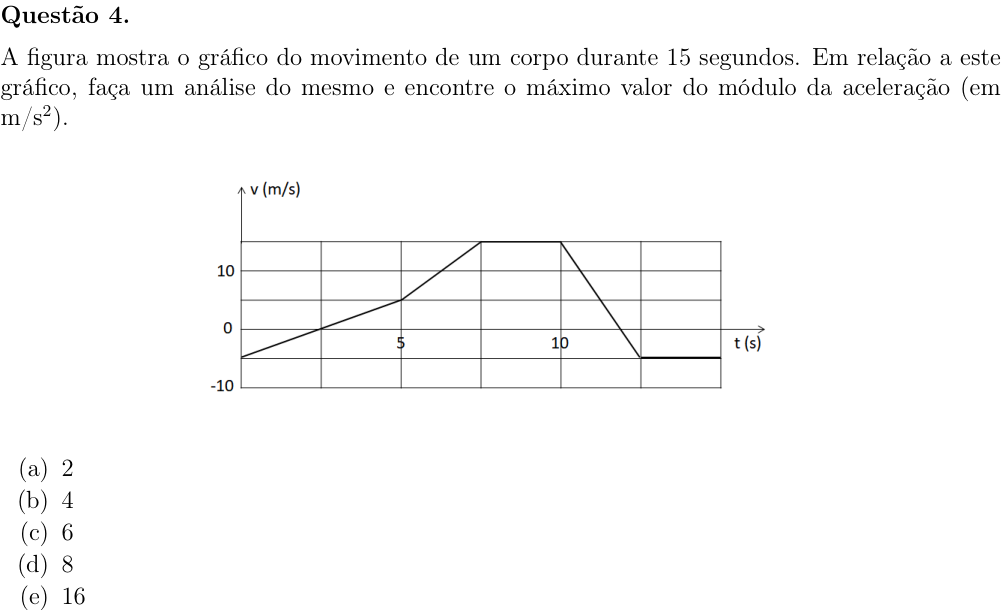 Questão 4.
A figura mostra o gráfico do movimento de um corpo durante 15 segundos. Em relação a este
gráfico, faça um análise do mesmo e encontre o máximo valor do módulo da aceleração (em
m/s²).
v (m/s)
10
0
5
10
t (s)
-10
(a) 2
(b) 4
(c) 6
(d) 8
(e) 16